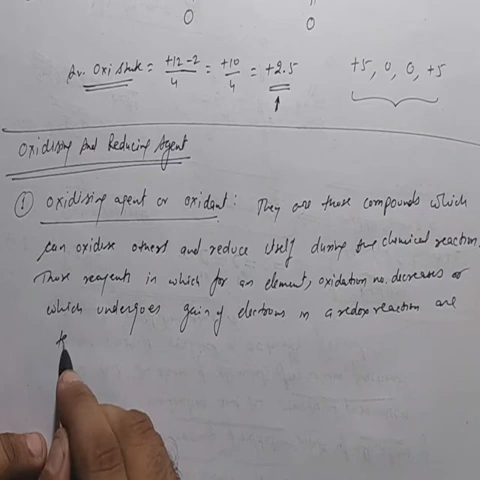 O O
Av. Oxi state = +12-2/4 = +10/4 = +2.5 +5, 0, 0, +5
Oxidising And Reducing Agent
① Oxidising agent or oxidant : They are those compounds which
can oxidise others and reduce itself during the chemical reaction.
Those reagents in which for an element, oxidation no. decreases or
which undergoes gain of electrons in a redox reaction are
te